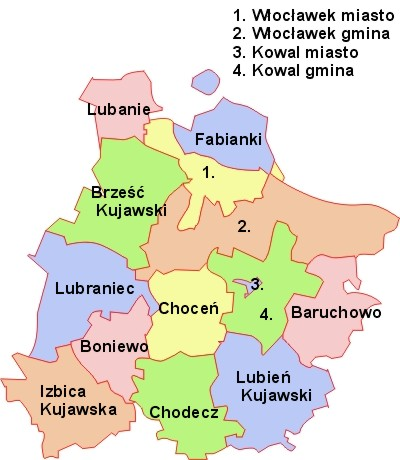 1. Włocławek miasto
2. Włocławek gmina
3. Kowal miasto
4. Kowal gmina
Lubanie
Fabianki
1.
Brześć
Kujawski
2.
Lubraniec
Choceń
3.
4.
Baruchowo
Boniewo
Izbica
Kujawska
Chodecz
Lubień
Kujawski